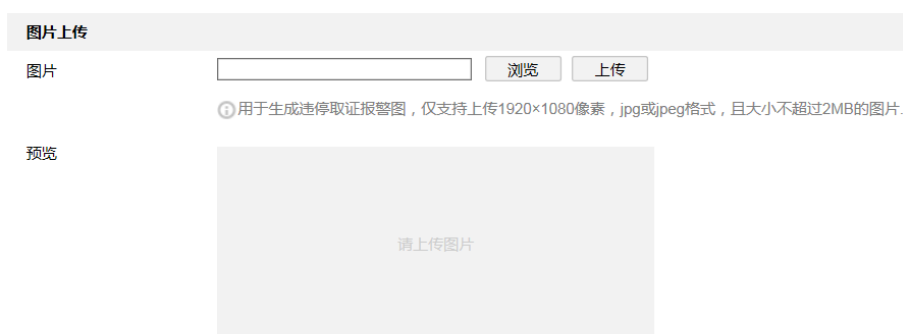 图片上传
图片 浏览 上传
用于生成违停取证报警图，仅支持上传1920×1080像素，jpg或jpeg格式，且大小不超过2MB的图片.
预览
请上传图片